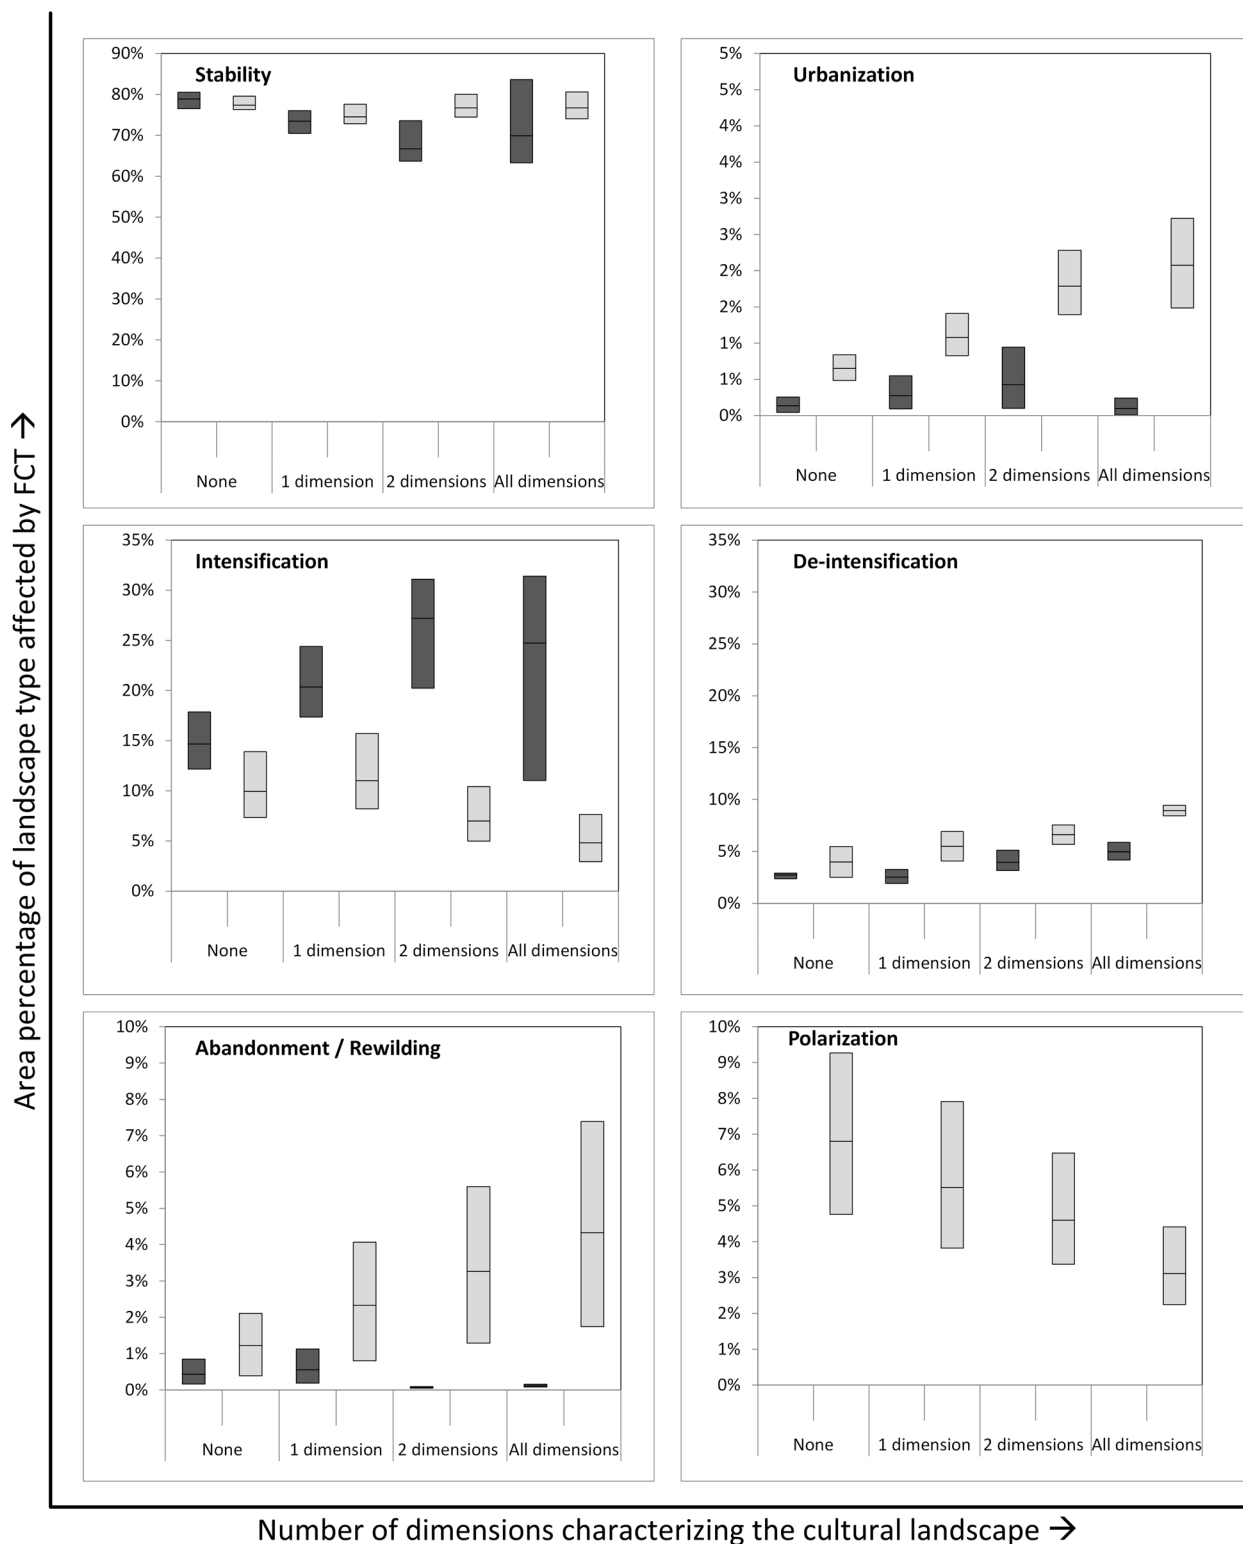 Area percentage of landscape type affected by FCT →
Stability
90%
80%
70%
60%
50%
40%
30%
20%
10%
0%
None
1 dimension
2 dimensions
All dimensions
Urbanization
5%
5%
4%
4%
3%
3%
2%
2%
1%
1%
0%
None
1 dimension
2 dimensions
All dimensions
Intensification
35%
30%
25%
20%
15%
10%
5%
0%
None
1 dimension
2 dimensions
All dimensions
De-intensification
35%
30%
25%
20%
15%
10%
5%
0%
None
1 dimension
2 dimensions
All dimensions
Abandonment / Rewilding
10%
9%
8%
7%
6%
5%
4%
3%
2%
1%
0%
None
1 dimension
2 dimensions
All dimensions
Polarization
10%
9%
8%
7%
6%
5%
4%
3%
2%
1%
0%
None
1 dimension
2 dimensions
All dimensions
Number of dimensions characterizing the cultural landscape →